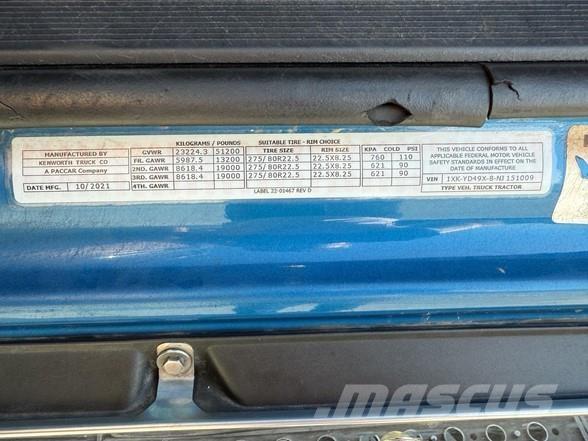 MANUFACTURED BY
KENWORTH TRUCK CO
A PACCAR Company
DATE MFG. 10/2021
KILOGRAMS / POUNDS SUITABLE TIRE - RIM CHOICE
TIRE SIZE RIM SIZE KPA COLD PSI
GVWR 23224.3 51200
FR. GAWR 5987.5 13200 275/80R22.5 22.5X8.25 760 110
2ND. GAWR 8618.4 19000 275/80R22.5 22.5X8.25 621 90
3RD. GAWR 8618.4 19000 275/80R22.5 22.5X8.25 621 90
4TH. GAWR
LABEL 22-01467 REV D
THIS VEHICLE CONFORMS TO ALL
APPLICABLE FEDERAL MOTOR VEHICLE
SAFETY STANDARDS IN EFFECT ON THE
DATE OF MANUFACTURE
VIN 1XK-YD49X-8-NJ 151009
TYPE VEH. TRUCK TRACTOR
MASCUS